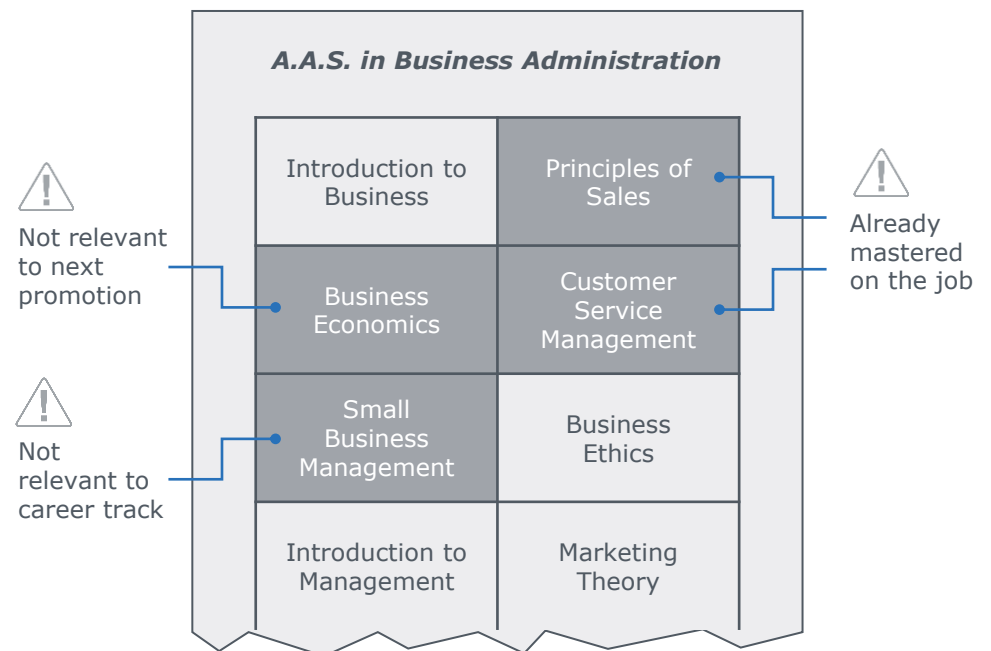 A.A.S. in Business Administration
Introduction to
Business
Principles of
Sales
!
Not relevant
to next
promotion
!
Already
mastered
on the job
Business
Economics
Customer
Service
Management
!
Not
relevant to
career track
Small
Business
Management
Business
Ethics
Introduction to
Management
Marketing
Theory